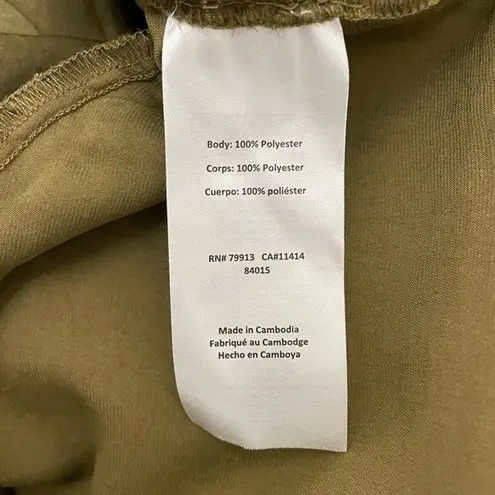 Body: 100% Polyester
Corps: 100% Polyester
Cuerpo: 100% poliéster
RN# 79913 CA#11414
84015
Made in Cambodia
Fabriqué au Cambodge
Hecho en Camboya